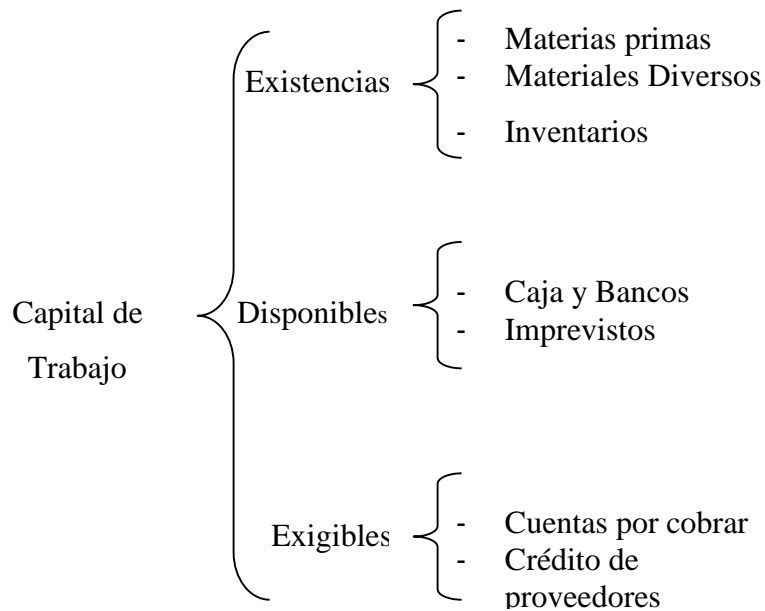 - Materias primas
Existencias
- Materiales Diversos
- Inventarios
Capital de
Trabajo
Disponibles
- Caja y Bancos
- Imprevistos
Exigibles
- Cuentas por cobrar
- Crédito de
proveedores